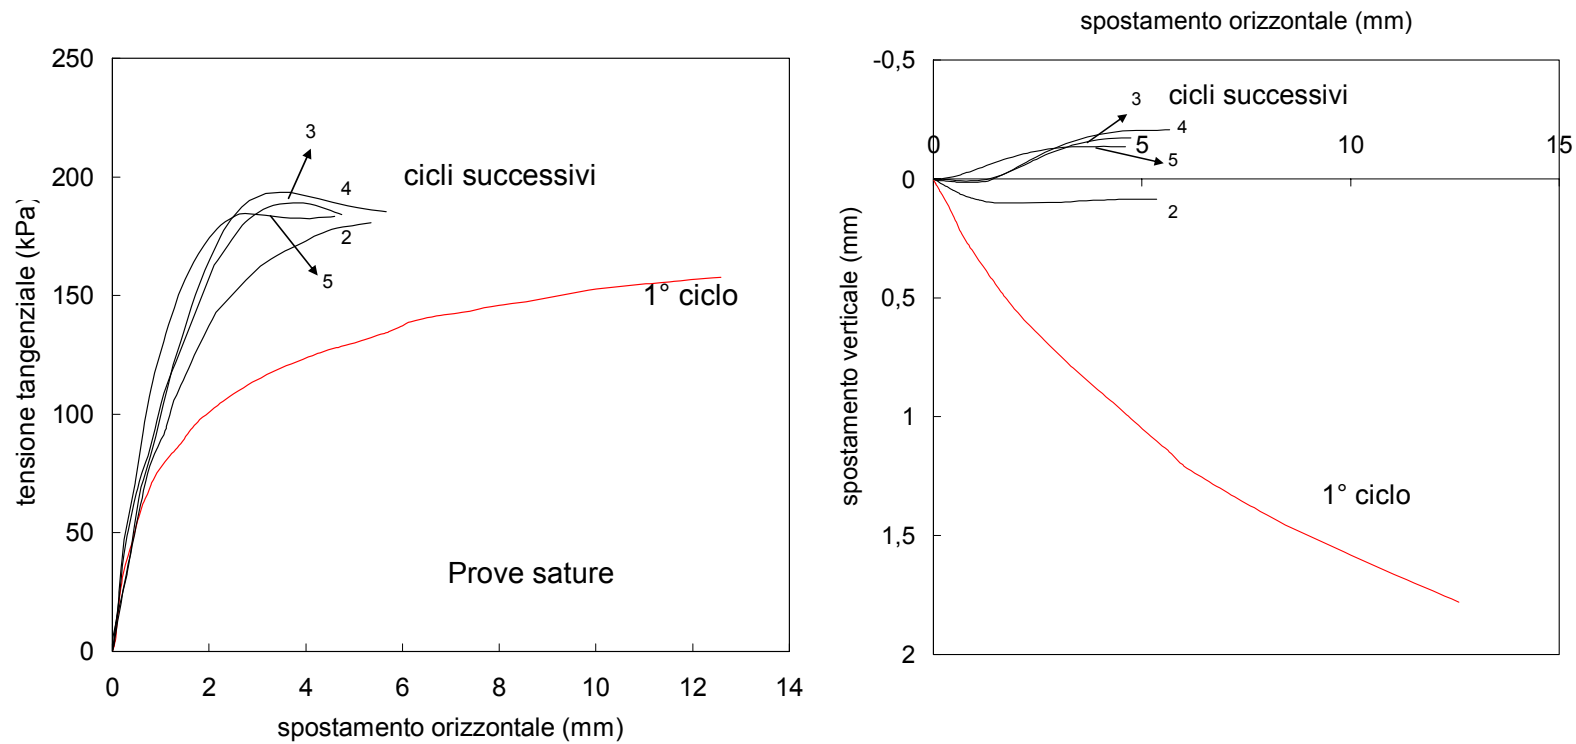 spostamento orizzontale (mm)
250
200
150
100
50
0
tensione tangenziale (kPa)
3
cicli successivi
4
2
5
1° ciclo
Prove sature
0 2 4 6 8 10 12 14
spostamento orizzontale (mm)
-0,5
0
0,5
1
1,5
2
spostamento verticale (mm)
cicli successivi
3
4
0 5 10 15
5
2
1° ciclo